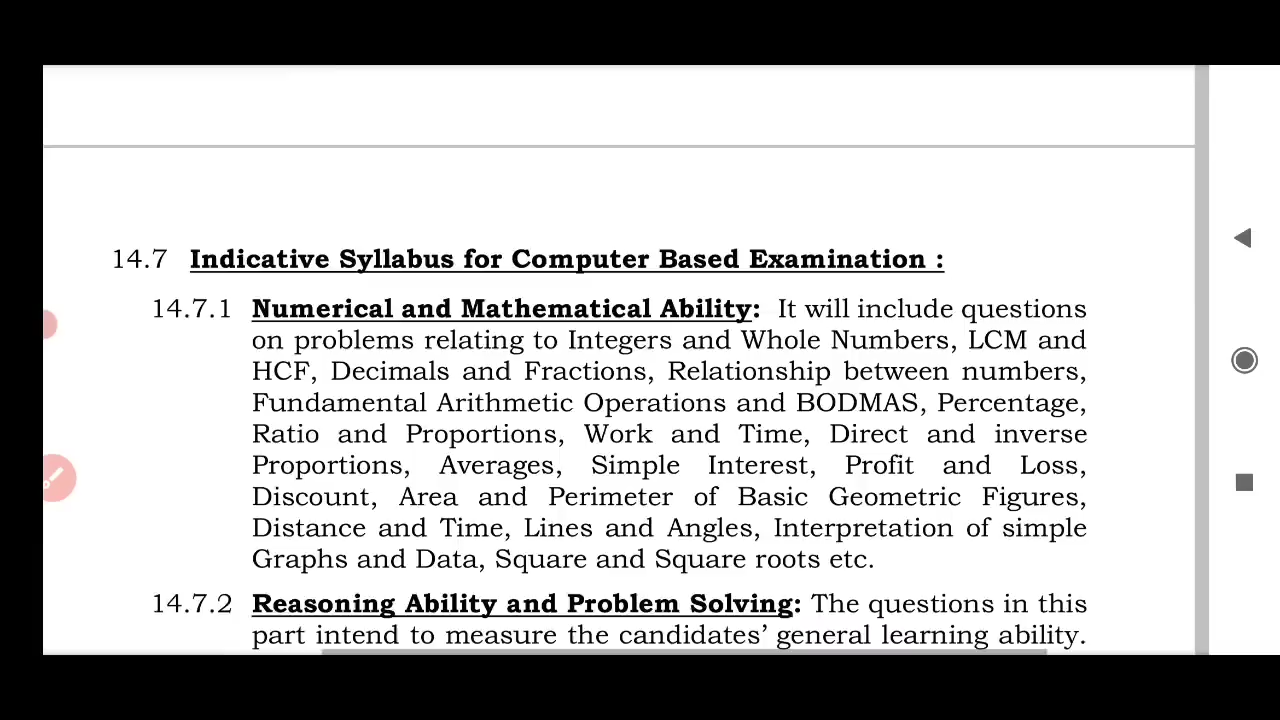 14.7 Indicative Syllabus for Computer Based Examination :
14.7.1 Numerical and Mathematical Ability: It will include questions
on problems relating to Integers and Whole Numbers, LCM and
HCF, Decimals and Fractions, Relationship between numbers,
Fundamental Arithmetic Operations and BODMAS, Percentage,
Ratio and Proportions, Work and Time, Direct and inverse
Proportions, Averages, Simple Interest, Profit and Loss,
Discount, Area and Perimeter of Basic Geometric Figures,
Distance and Time, Lines and Angles, Interpretation of simple
Graphs and Data, Square and Square roots etc.
14.7.2 Reasoning Ability and Problem Solving: The questions in this
part intend to measure the candidates’ general learning ability.